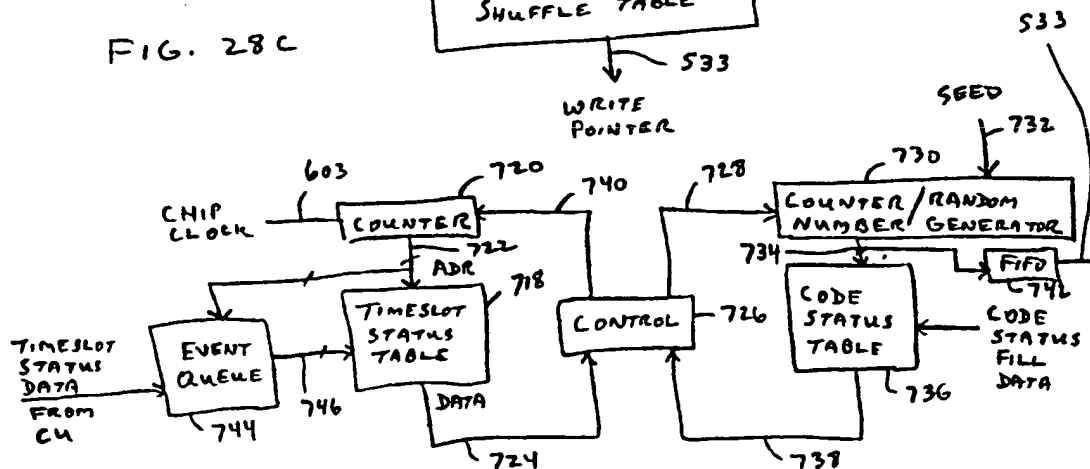 SHUFFLE TABLE
533
FIG. 28C
533
WRITE
POINTER
SEED
732
603
720
740
728
730
CHIP
CLOCK
COUNTER
COUNTER / RANDOM
NUMBER GENERATOR
722
ADR
734
FIFO
742
718
TIMESLOT
STATUS
TABLE
CONTROL
726
CODE
STATUS
TABLE
CODE
STATUS
FILL
DATA
TIMESLOT
STATUS
DATA
FROM
CU
EVENT
QUEUE
746
744
DATA
724
738
736